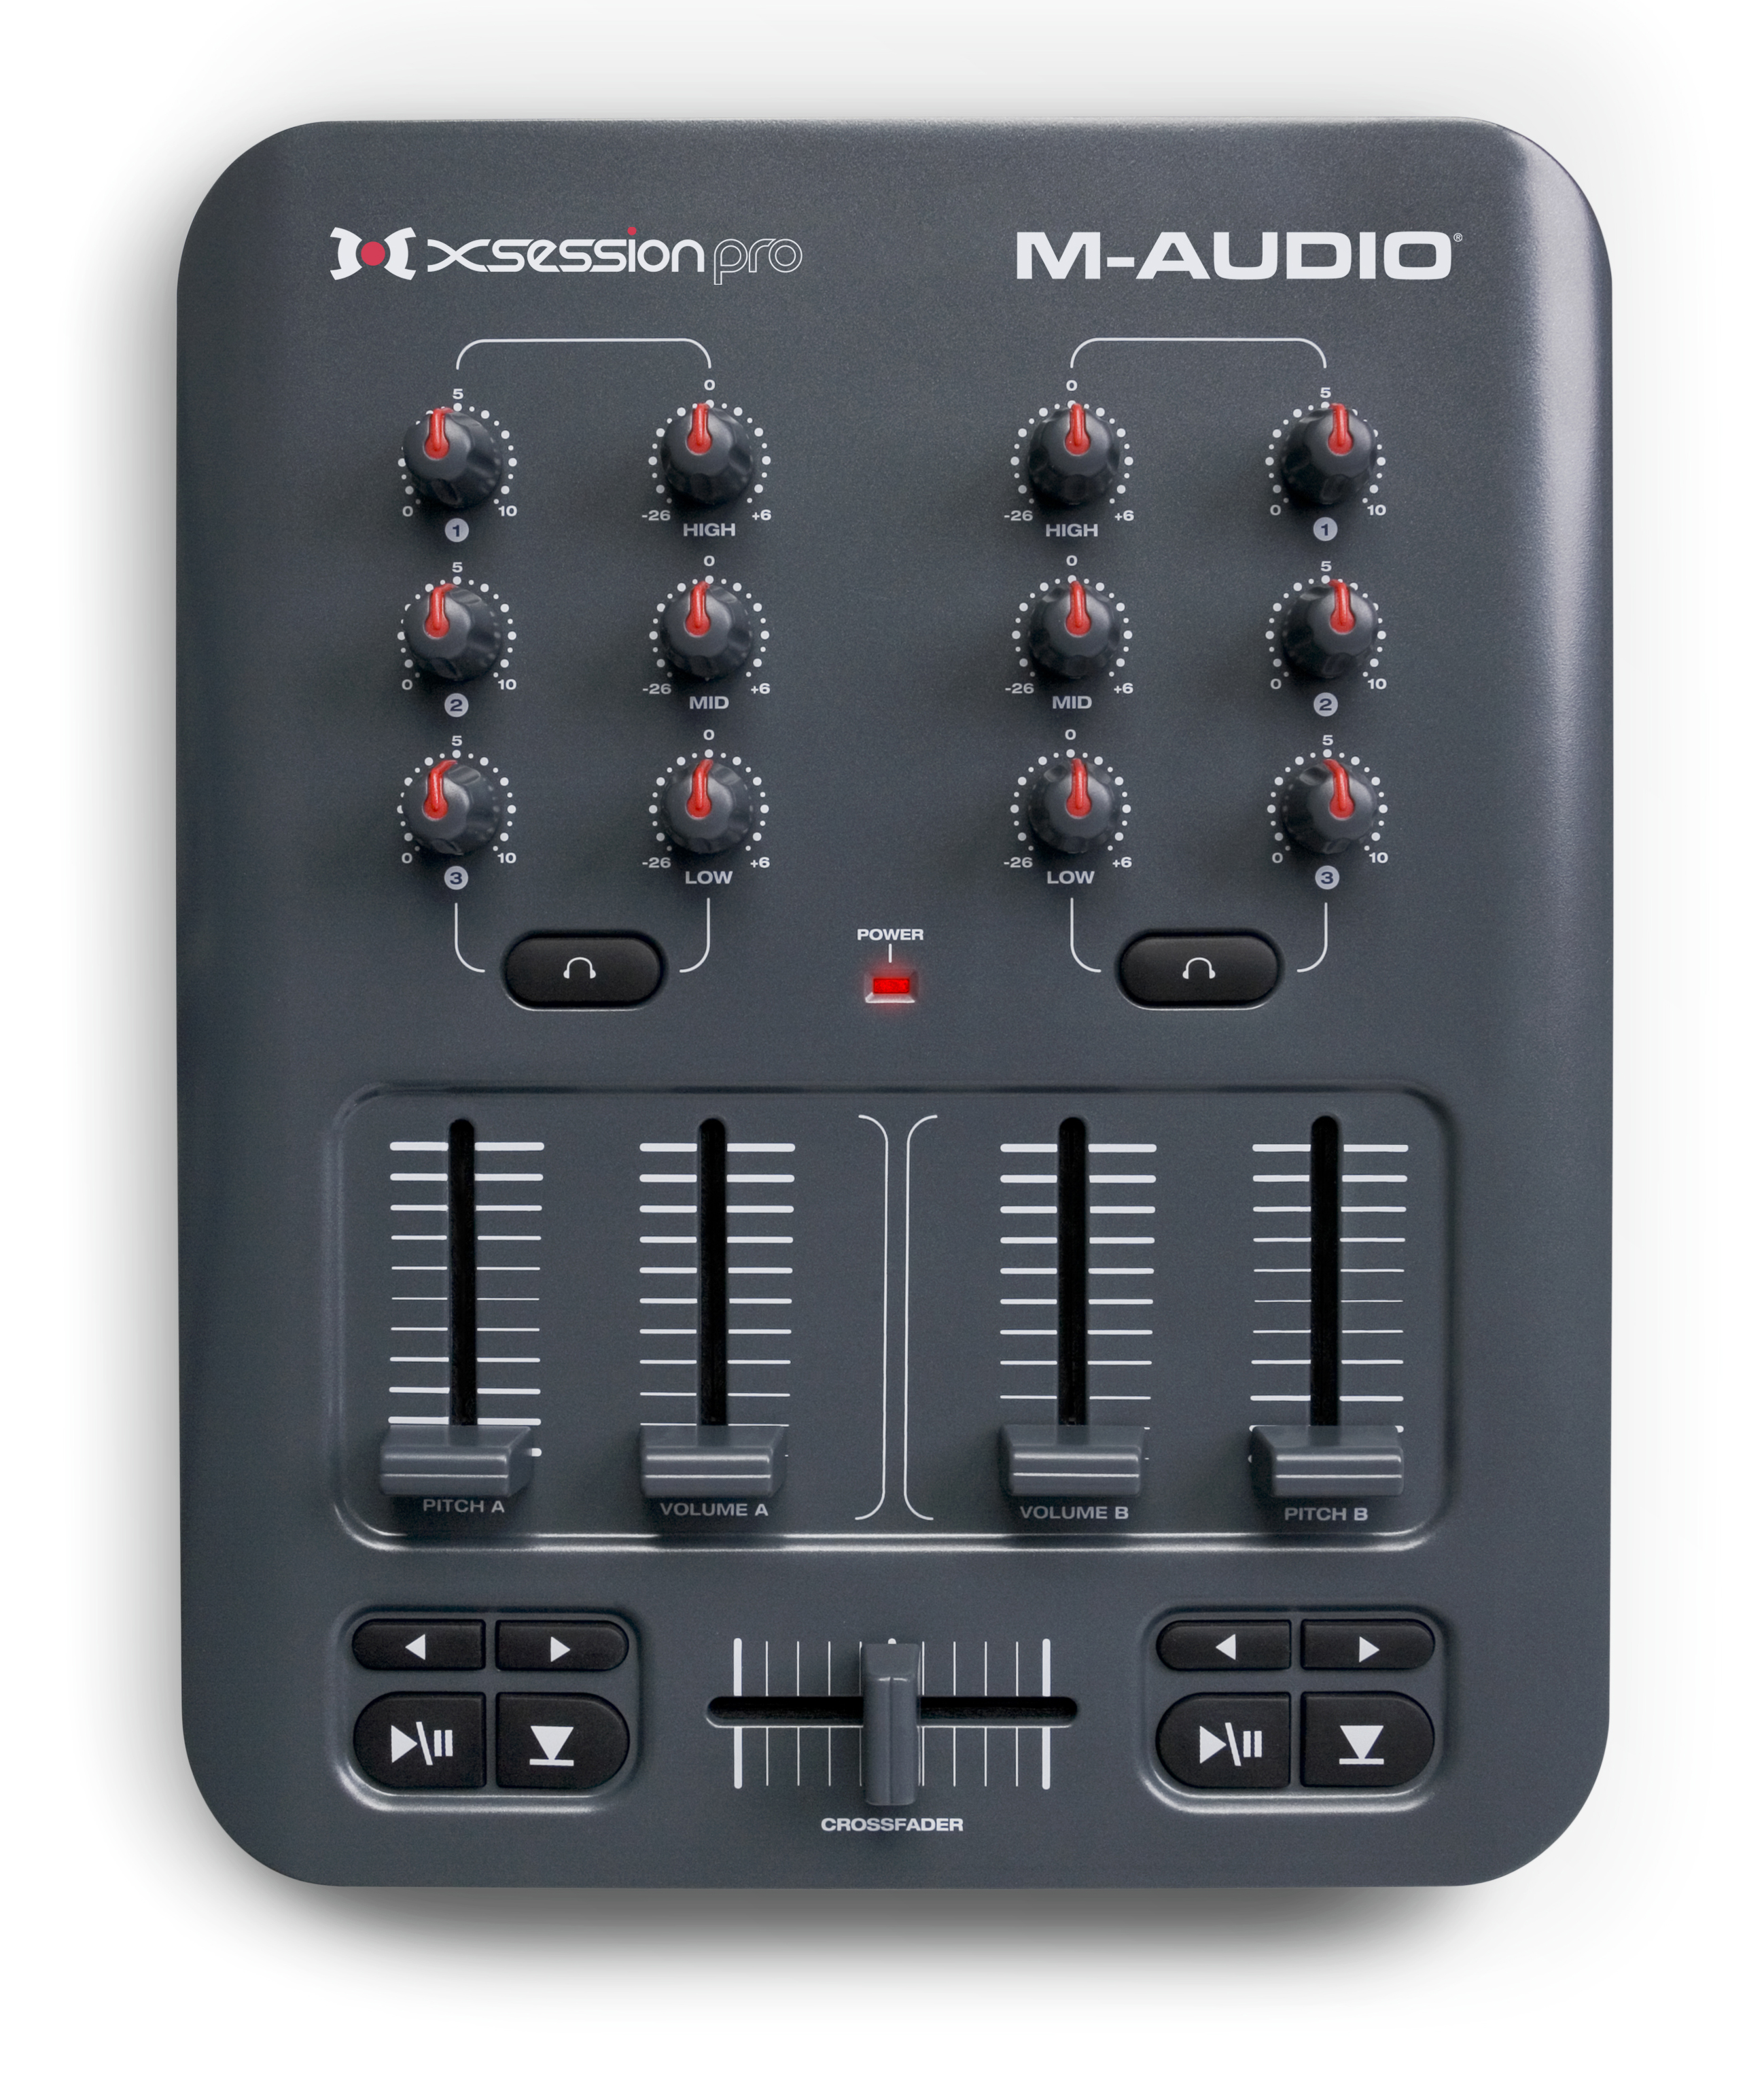 xsession pro M-AUDIO®
5 0 0 5
0 10 -26 +6 -26 +6 0 10
1 HIGH HIGH 1
5 0 0 5
0 10 -26 +6 -26 +6 0 10
2 MID MID 2
5 0 0 5
0 10 -26 +6 -26 +6 0 10
3 LOW LOW 3
POWER
PITCH A VOLUME A VOLUME B PITCH B
CROSSFADER